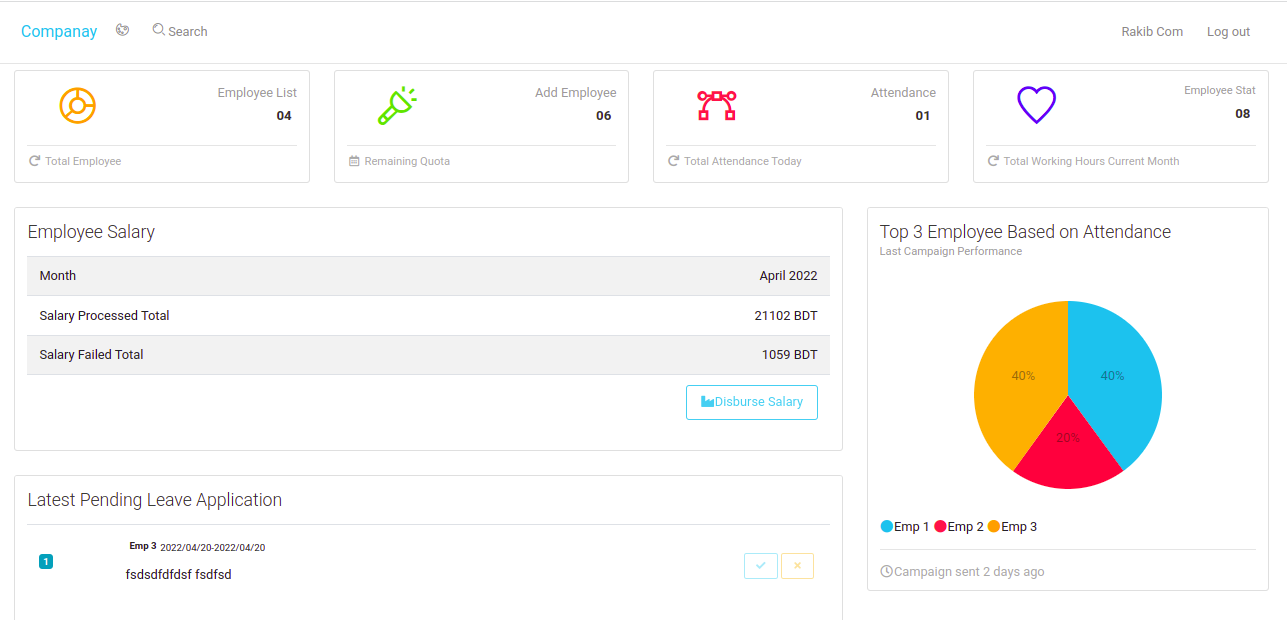 Companay Search Rakib Com Log out
Employee List
04
Total Employee
Add Employee
06
Remaining Quota
Attendance
01
Total Attendance Today
Employee Stat
08
Total Working Hours Current Month
Employee Salary
Month April 2022
Salary Processed Total 21102 BDT
Salary Failed Total 1059 BDT
Disburse Salary
Latest Pending Leave Application
1
Emp 3 2022/04/20-2022/04/20
fsdsdfdfdsf fsdfsd
Top 3 Employee Based on Attendance
Last Campaign Performance
40% 40%
20%
Emp 1 Emp 2 Emp 3
Campaign sent 2 days ago